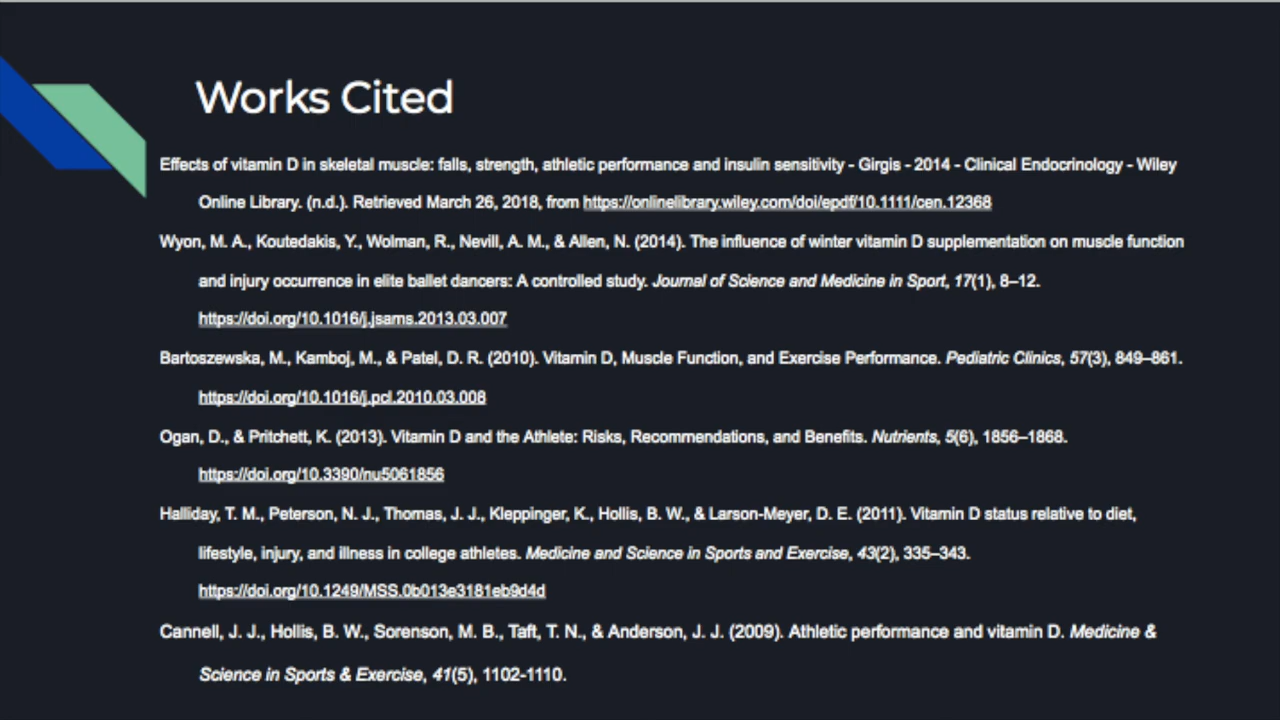 Works Cited
Effects of vitamin D in skeletal muscle: falls, strength, athletic performance and insulin sensitivity - Girgis - 2014 - Clinical Endocrinology - Wiley
Online Library. (n.d.). Retrieved March 26, 2018, from https://onlinelibrary.wiley.com/doi/epdf/10.1111/cen.12368
Wyon, M. A., Koutedakis, Y., Wolman, R., Nevill, A. M., & Allen, N. (2014). The influence of winter vitamin D supplementation on muscle function
and injury occurrence in elite ballet dancers: A controlled study. Journal of Science and Medicine in Sport, 17(1), 8–12.
https://doi.org/10.1016/j.jsams.2013.03.007
Bartoszewska, M., Kamboj, M., & Patel, D. R. (2010). Vitamin D, Muscle Function, and Exercise Performance. Pediatric Clinics, 57(3), 849–861.
https://doi.org/10.1016/j.pcl.2010.03.008
Ogan, D., & Pritchett, K. (2013). Vitamin D and the Athlete: Risks, Recommendations, and Benefits. Nutrients, 5(6), 1856–1868.
https://doi.org/10.3390/nu5061856
Halliday, T. M., Peterson, N. J., Thomas, J. J., Kleppinger, K., Hollis, B. W., & Larson-Meyer, D. E. (2011). Vitamin D status relative to diet,
lifestyle, injury, and illness in college athletes. Medicine and Science in Sports and Exercise, 43(2), 335–343.
https://doi.org/10.1249/MSS.0b013e3181eb9d4d
Cannell, J. J., Hollis, B. W., Sorenson, M. B., Taft, T. N., & Anderson, J. J. (2009). Athletic performance and vitamin D. Medicine &
Science in Sports & Exercise, 41(5), 1102-1110.